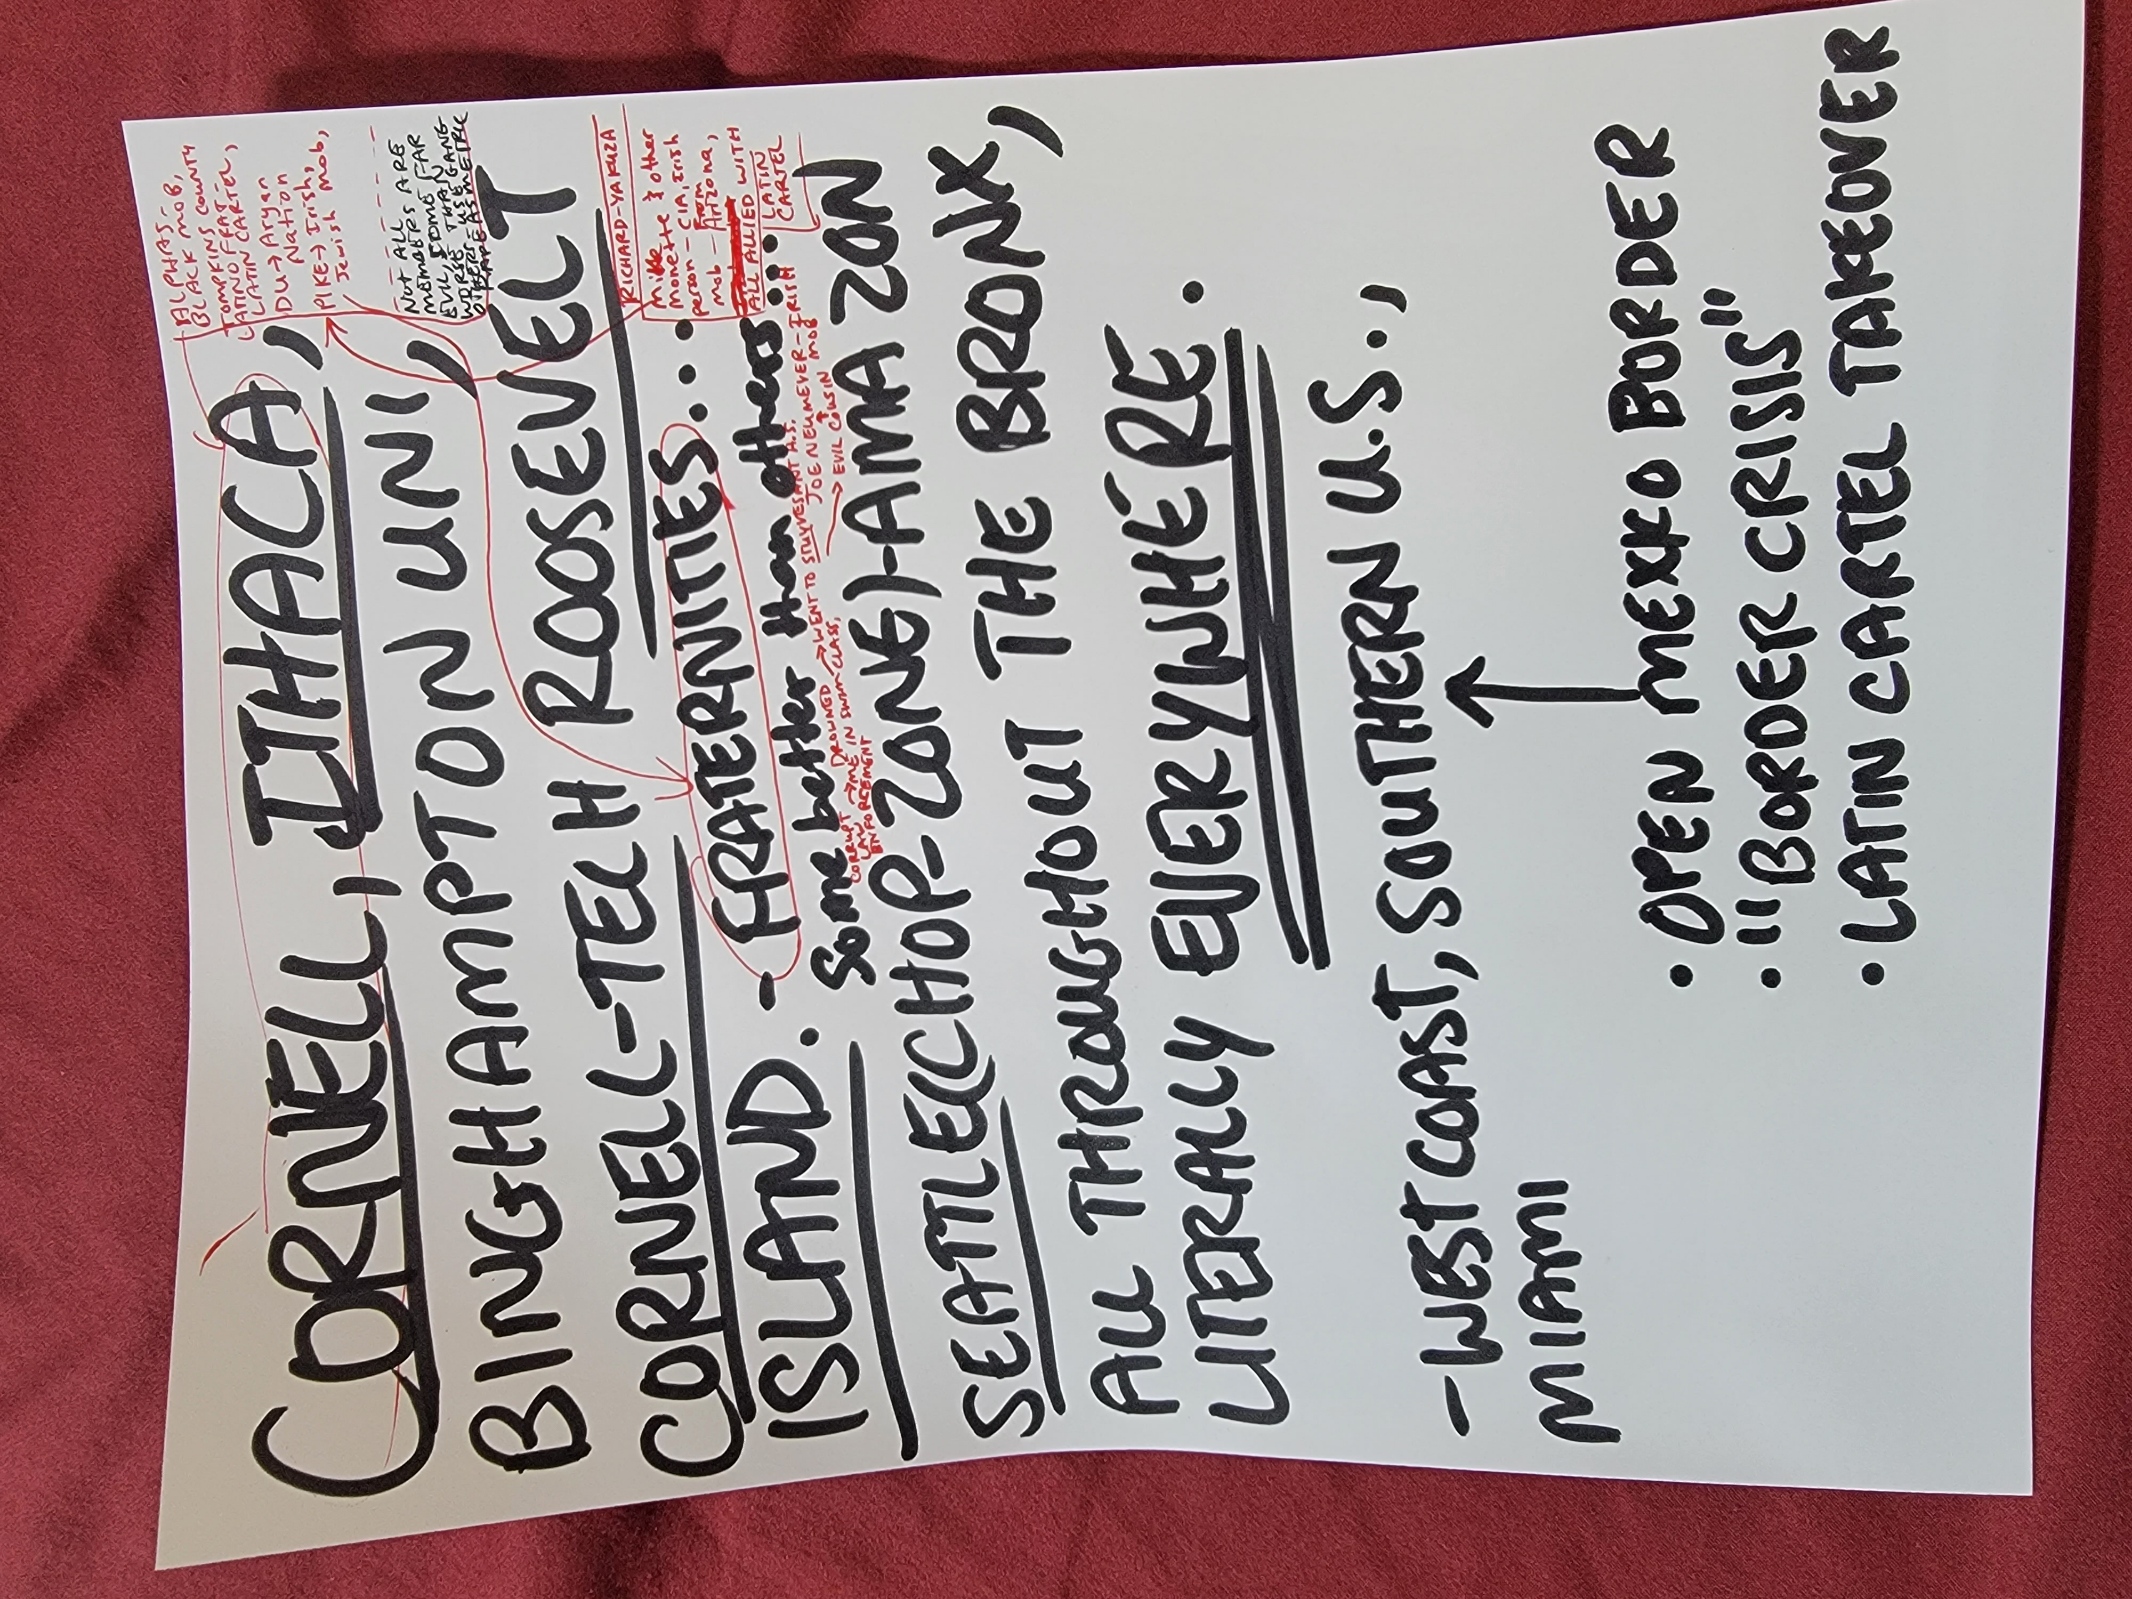 CORNELL, ITHACA,
BINGHAMPTON UNI,
CORNELL-TECH ROOSEVELT
ISLAND. - FRATERNITIES...
Some better than others...
SEATTLE(CHOP-ZONE)-AMAZON
ALL THROUGHOUT THE BRONX,
LITERALLY EVERYWHERE.
-WEST COAST, SOUTHERN U.S.,
MIAMI
• OPEN MEXICO BORDER
• "BORDER CRISIS"
• LATIN CARTEL TAKEOVER
ALPHAS-
BLACK MOB,
TOMPKINS COUNTY
LATINO FRAT-
LATIN CARTEL,
DU→Aryan
Nation
PIKE→Irish,
Jewish Mob,
Not ALL
MEMBERS ARE
EVIL, SOME FAR
WORSE THAN
OTHERS-USE GANG
RAPE ASMETRIC
RICHARD-YAKUZA
Mike
Monette & other
person - CIA, Irish
From
mob - Arizona,
ALL ALLIED WITH
LATIN
CARTEL
CORRUPT
LAW
ENFORCEMENT
→ DROWNED
ME IN SWIM CLASS,
→ WENT TO STUYVESANT H.S.
JOE NEUMEYER-IRISH
MOB
→ EVIL COUSIN